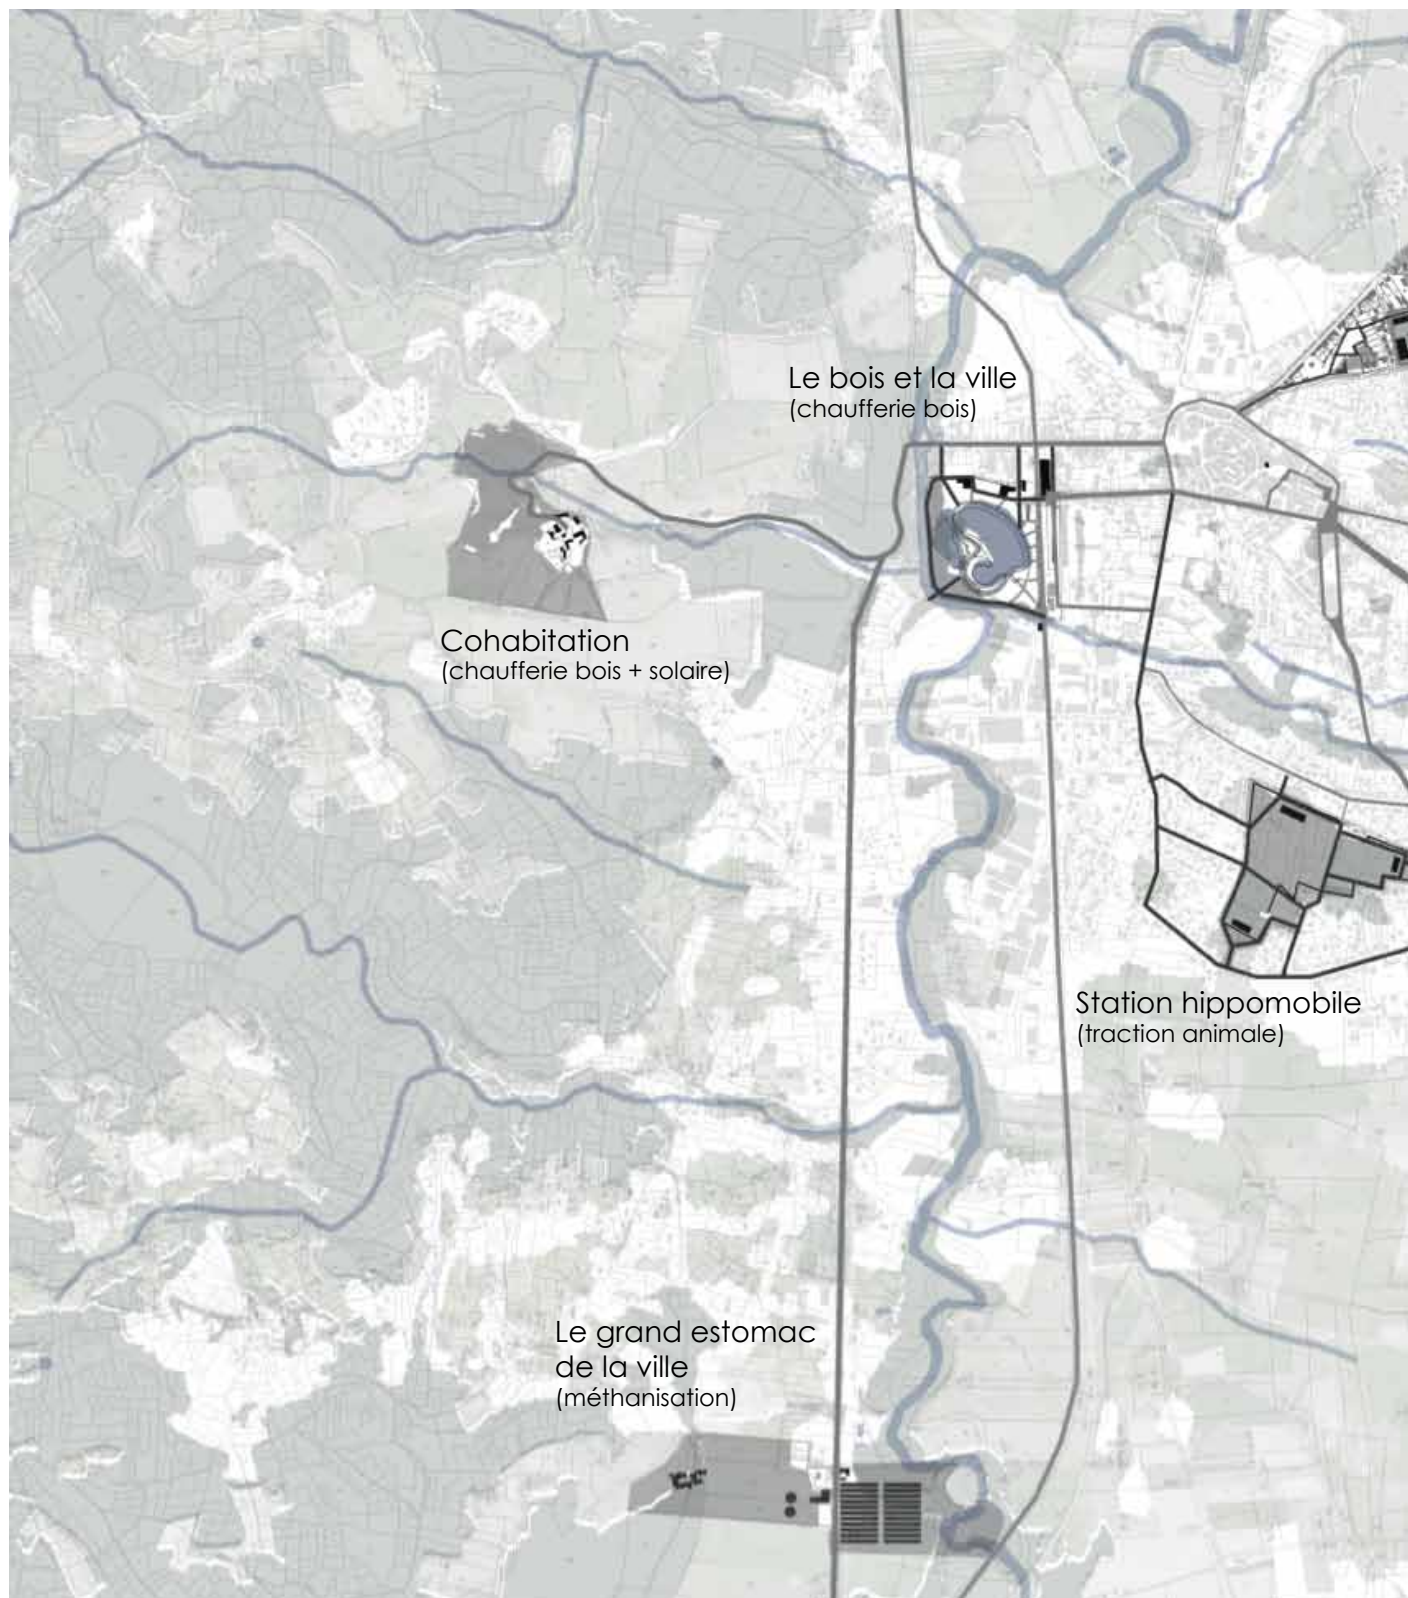 Le bois et la ville
(chaufferie bois)
Cohabitation
(chaufferie bois + solaire)
Station hippomobile
(traction animale)
Le grand estomac
de la ville
(méthanisation)